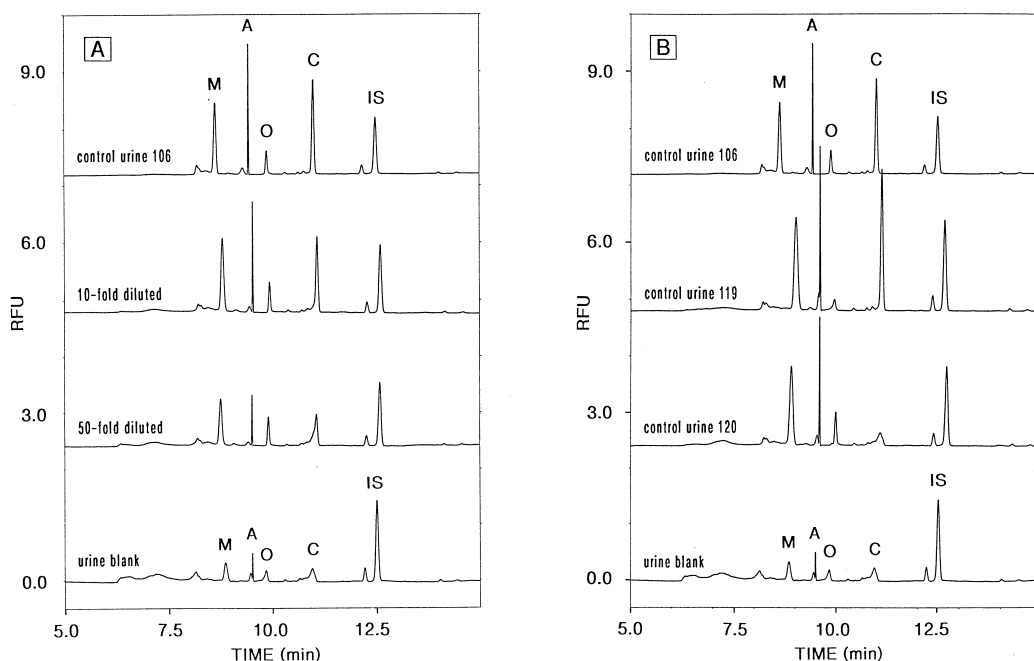 A
A
M
C
O
IS
9.0
control urine 106
6.0
10-fold diluted
RFU
3.0
50-fold diluted
IS
M
A
O
C
urine blank
0.0
5.0 7.5 10.0 12.5
TIME (min)
B
A
M
C
O
IS
9.0
control urine 106
6.0
control urine 119
RFU
3.0
control urine 120
IS
M
A
O
C
urine blank
0.0
5.0 7.5 10.0 12.5
TIME (min)